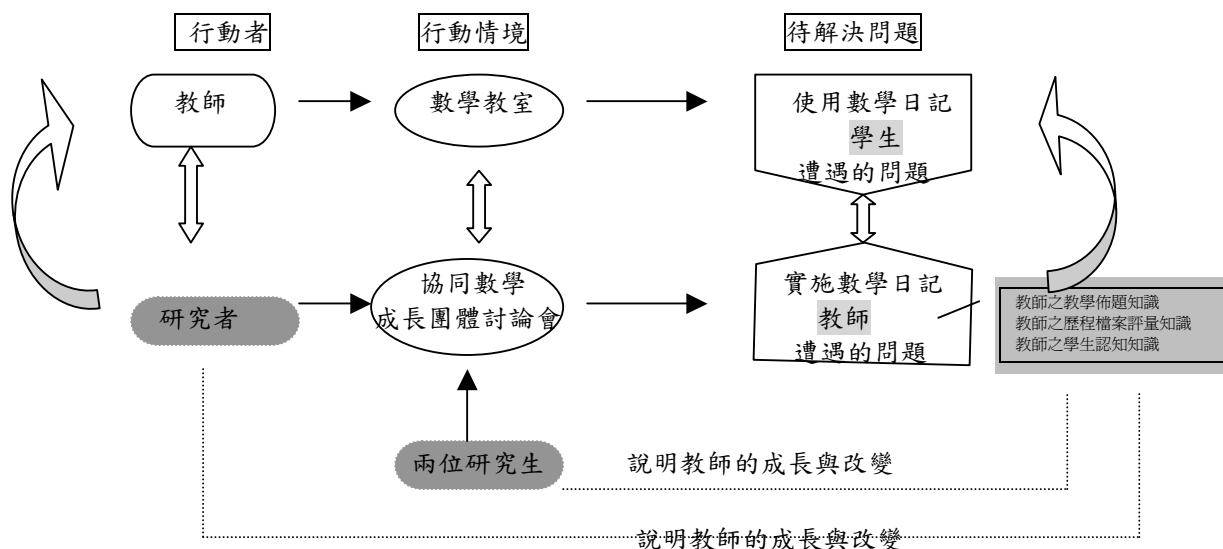 行動者
行動情境
待解決問題
教師
數學教室
使用數學日記
學生
遭遇的問題
研究者
協同數學
成長團體討論會
實施數學日記
教師
遭遇的問題
教師之教學佈題知識
教師之歷程檔案評量知識
教師之學生認知知識
兩位研究生
說明教師的成長與改變
說明教師的成長與改變